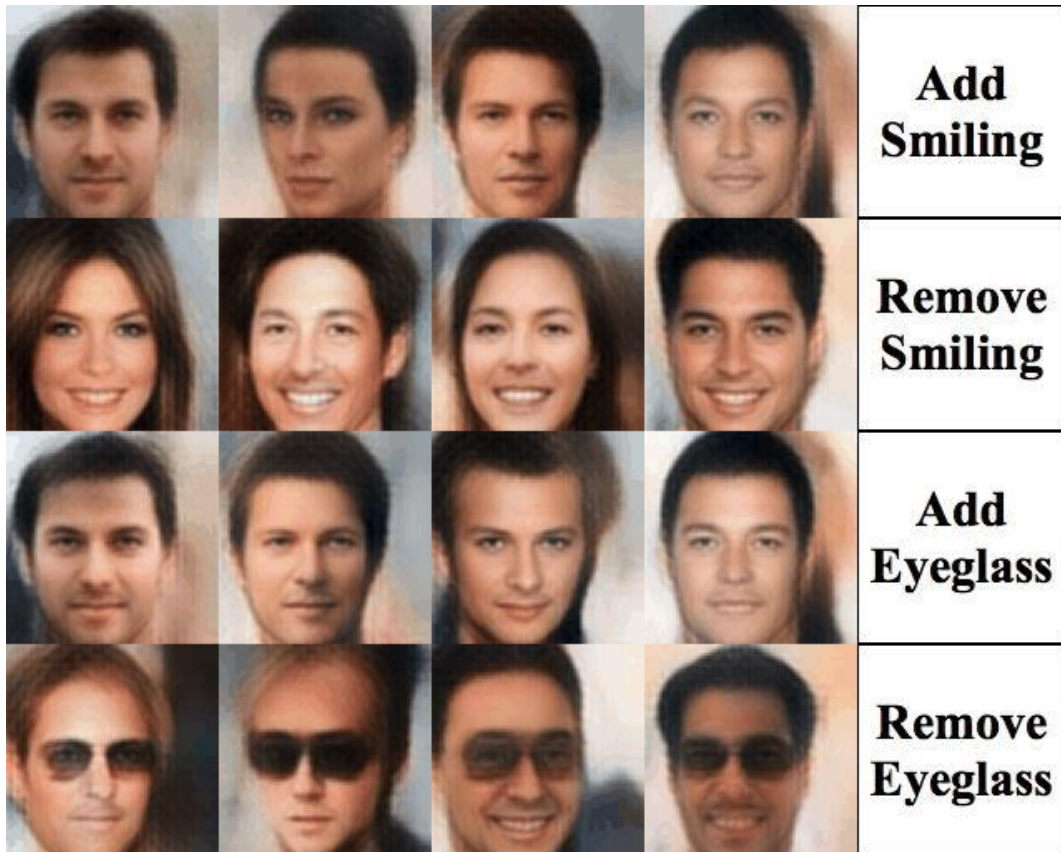 Add
Smiling
Remove
Smiling
Add
Eyeglass
Remove
Eyeglass